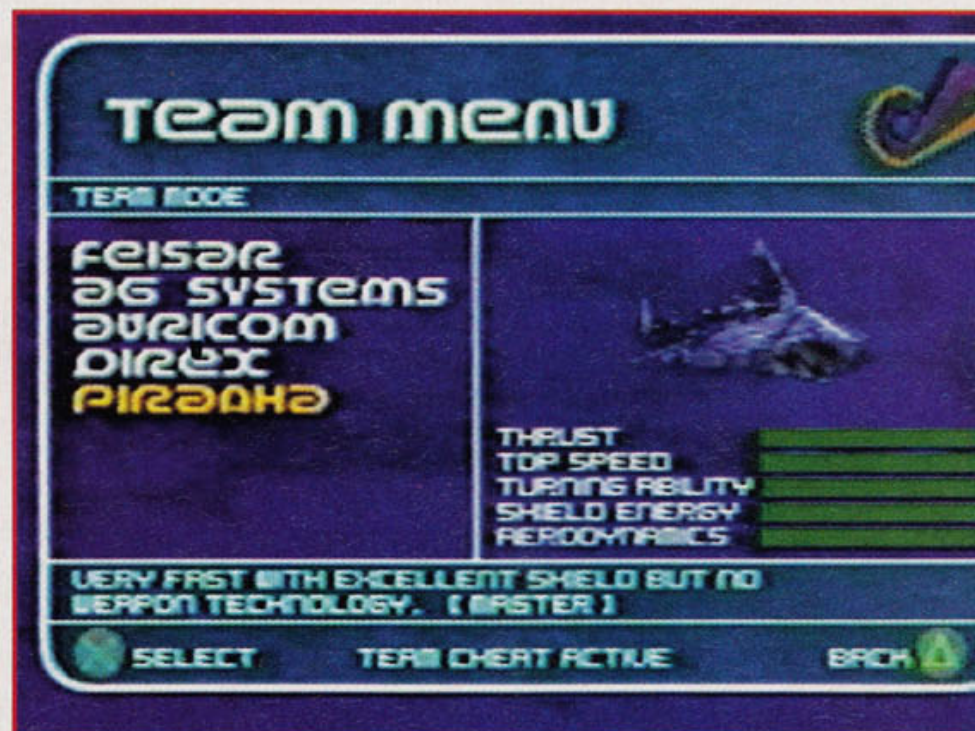 TEAM MENU
TEAM MODE
FEISAR
AG SYSTEMS
AURICOM
QIREX
PIRANHA
THRUST
TOP SPEED
TURNING ABILITY
SHIELD ENERGY
AERODYNAMICS
VERY FAST WITH EXCELLENT SHIELD BUT NO
WEAPON TECHNOLOGY. (MASTER)
SELECT TEAM CHEAT ACTIVE BACK